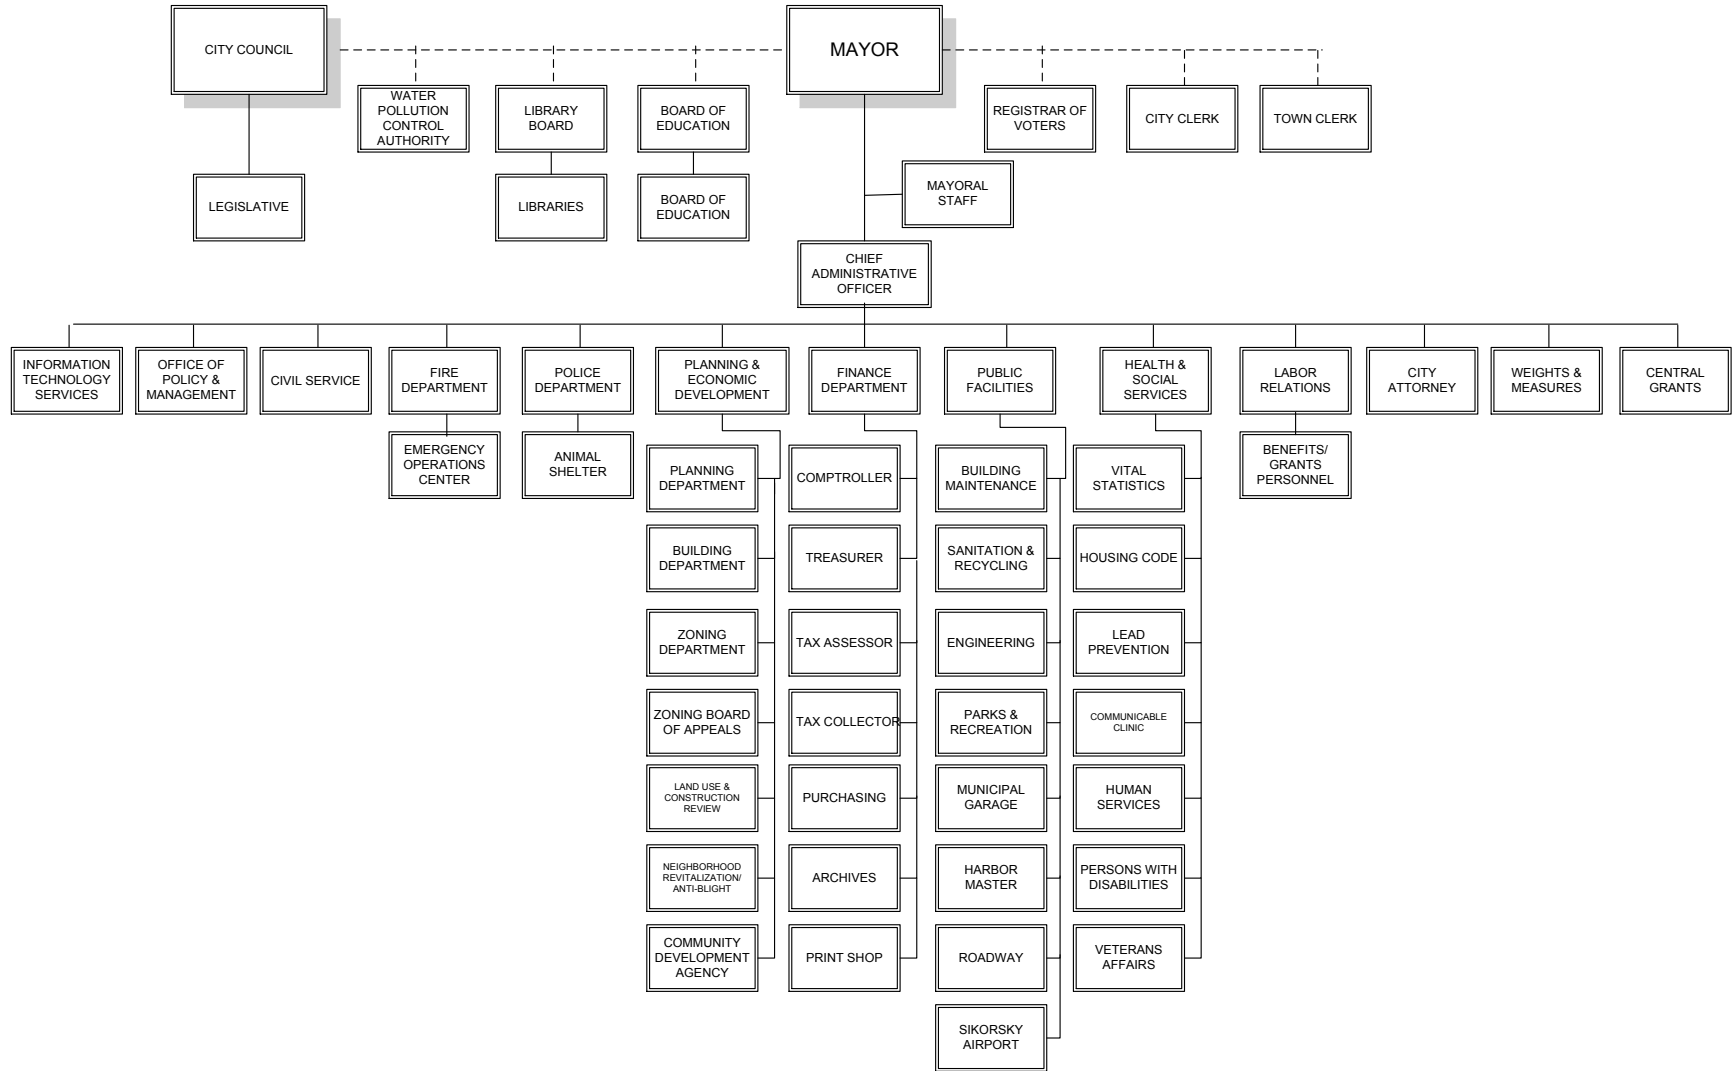 CITY COUNCIL
MAYOR
WATER
POLLUTION
CONTROL
AUTHORITY
LIBRARY
BOARD
BOARD OF
EDUCATION
REGISTRAR OF
VOTERS
CITY CLERK
TOWN CLERK
LEGISLATIVE
LIBRARIES
BOARD OF
EDUCATION
MAYORAL
STAFF
CHIEF
ADMINISTRATIVE
OFFICER
INFORMATION
TECHNOLOGY
SERVICES
OFFICE OF
POLICY &
MANAGEMENT
CIVIL SERVICE
FIRE
DEPARTMENT
POLICE
DEPARTMENT
PLANNING &
ECONOMIC
DEVELOPMENT
FINANCE
DEPARTMENT
PUBLIC
FACILITIES
HEALTH &
SOCIAL
SERVICES
LABOR
RELATIONS
CITY
ATTORNEY
WEIGHTS &
MEASURES
CENTRAL
GRANTS
EMERGENCY
OPERATIONS
CENTER
ANIMAL
SHELTER
PLANNING
DEPARTMENT
COMPTROLLER
BUILDING
MAINTENANCE
VITAL
STATISTICS
BENEFITS/
GRANTS
PERSONNEL
BUILDING
DEPARTMENT
TREASURER
SANITATION &
RECYCLING
HOUSING CODE
ZONING
DEPARTMENT
TAX ASSESSOR
ENGINEERING
LEAD
PREVENTION
ZONING BOARD
OF APPEALS
TAX COLLECTOR
PARKS &
RECREATION
COMMUNICABLE
CLINIC
LAND USE &
CONSTRUCTION
REVIEW
PURCHASING
MUNICIPAL
GARAGE
HUMAN
SERVICES
NEIGHBORHOOD
REVITALIZATION/
ANTI-BLIGHT
ARCHIVES
HARBOR
MASTER
PERSONS WITH
DISABILITIES
COMMUNITY
DEVELOPMENT
AGENCY
PRINT SHOP
ROADWAY
VETERANS
AFFAIRS
SIKORSKY
AIRPORT